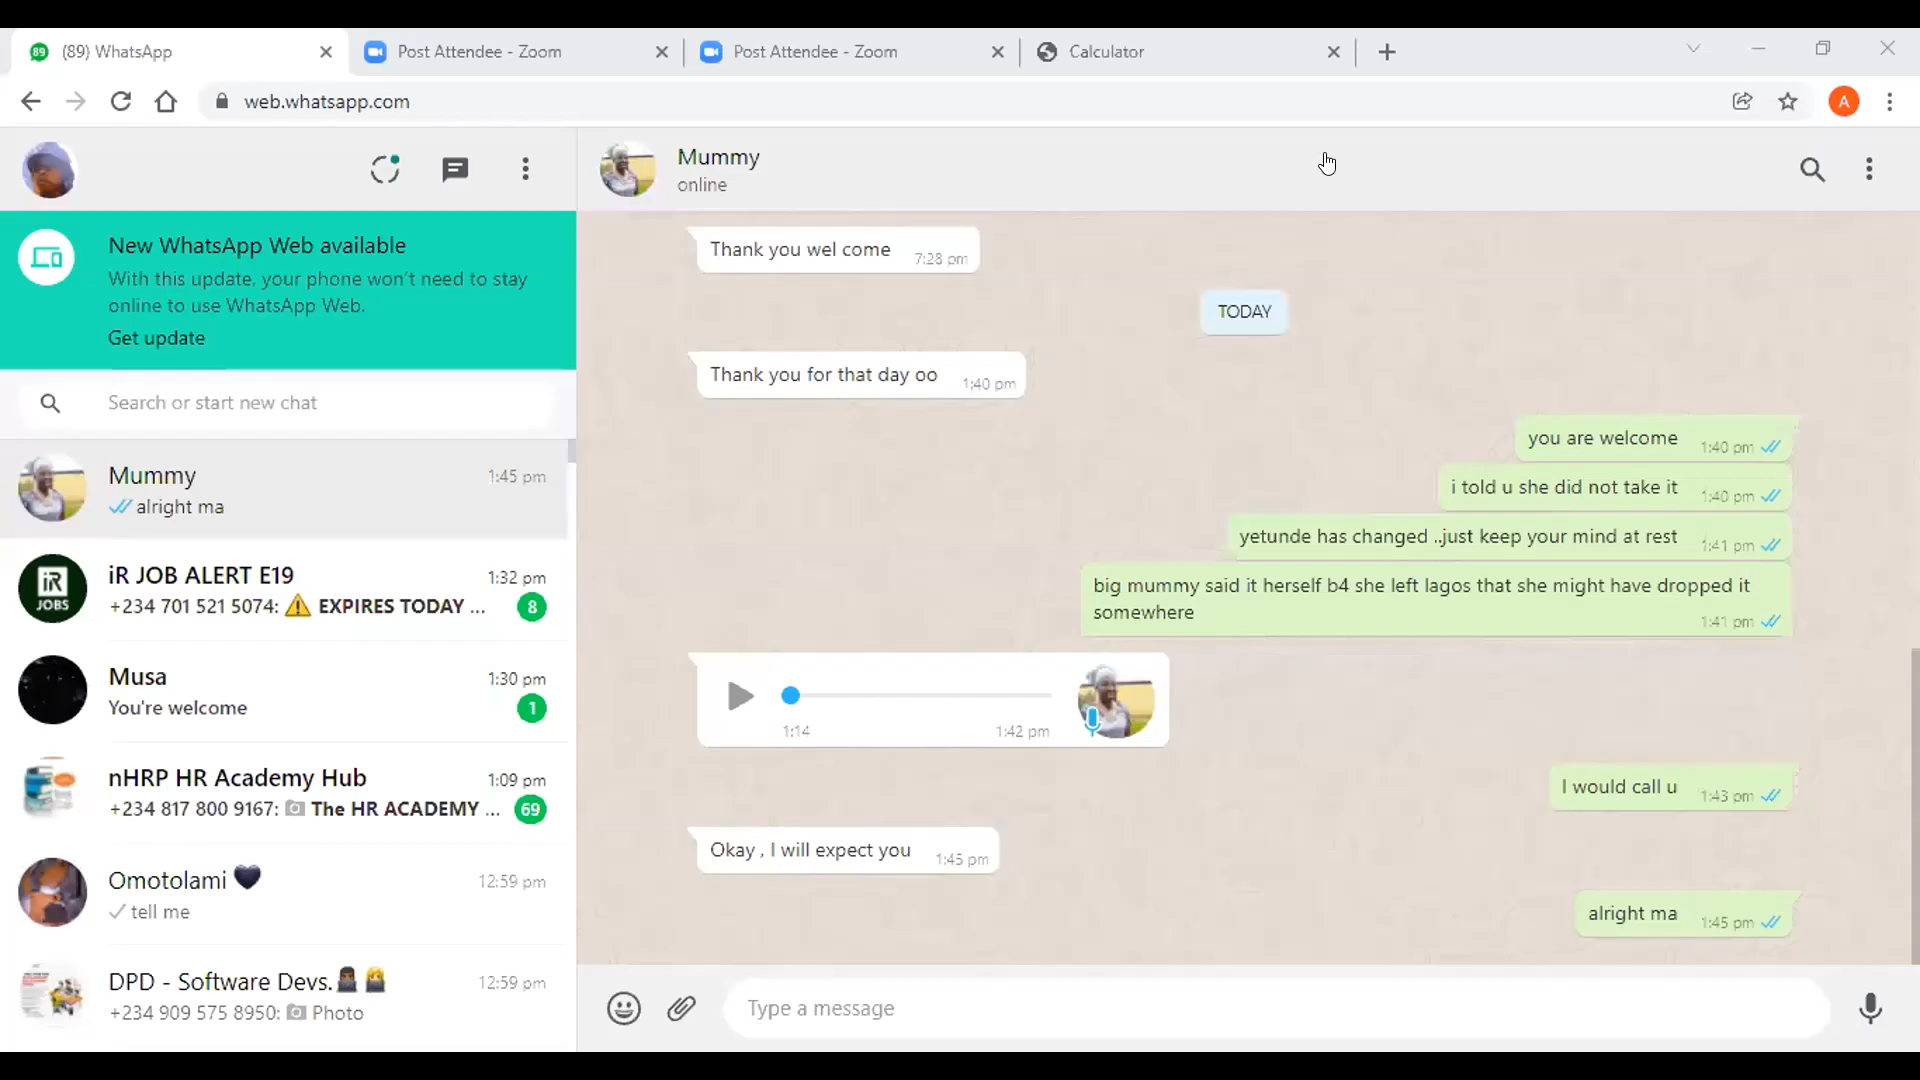 (89) WhatsApp
Post Attendee - Zoom
Post Attendee - Zoom
Calculator
web.whatsapp.com
A
New WhatsApp Web available
With this update, your phone won't need to stay
online to use WhatsApp Web.
Get update
Search or start new chat
Mummy
1:45 pm
alright ma
iR JOBS
iR JOB ALERT E19
1:32 pm
+234 701 521 5074: ⚠️ EXPIRES TODAY ...
8
Musa
1:30 pm
You're welcome
1
nHRP HR Academy Hub
1:09 pm
+234 817 800 9167: The HR ACADEMY ...
69
Omotolami 🖤
12:59 pm
tell me
DPD - Software Devs.
12:59 pm
+234 909 575 8950: Photo
Mummy
online
Thank you wel come
7:28 pm
TODAY
Thank you for that day oo
1:40 pm
you are welcome
1:40 pm
i told u she did not take it
1:40 pm
yetunde has changed ..just keep your mind at rest
1:41 pm
big mummy said it herself b4 she left lagos that she might have dropped it
somewhere
1:41 pm
1:14
1:42 pm
I would call u
1:43 pm
Okay , I will expect you
1:45 pm
alright ma
1:45 pm
Type a message